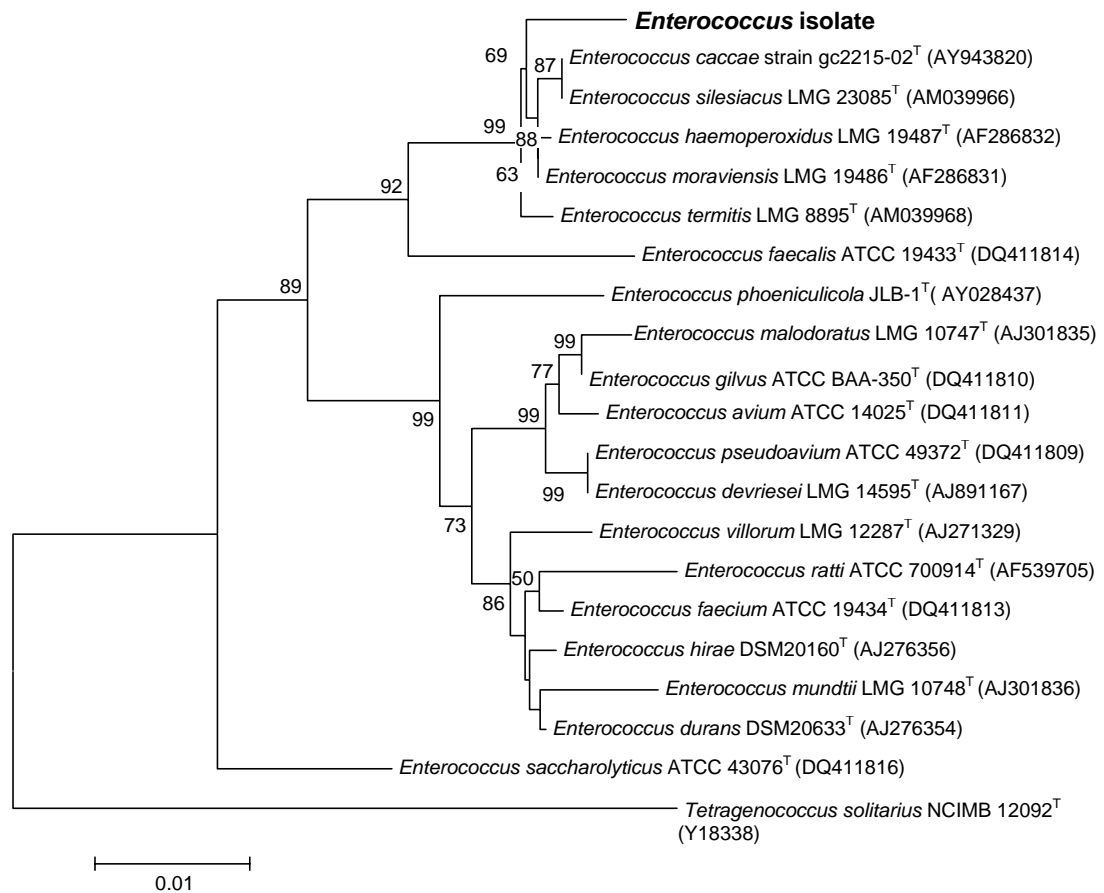 Enterococcus isolate
69
87
Enterococcus caccae strain gc2215-02T (AY943820)
Enterococcus silesiacus LMG 23085T (AM039966)
99
88
Enterococcus haemoperoxidus LMG 19487T (AF286832)
63
Enterococcus moraviensis LMG 19486T (AF286831)
92
Enterococcus termitis LMG 8895T (AM039968)
Enterococcus faecalis ATCC 19433T (DQ411814)
89
Enterococcus phoeniculicola JLB-1T( AY028437)
Enterococcus malodoratus LMG 10747T (AJ301835)
99
77
Enterococcus gilvus ATCC BAA-350T (DQ411810)
99
99
Enterococcus avium ATCC 14025T (DQ411811)
Enterococcus pseudoavium ATCC 49372T (DQ411809)
99
Enterococcus devriesei LMG 14595T (AJ891167)
73
Enterococcus villorum LMG 12287T (AJ271329)
50
Enterococcus ratti ATCC 700914T (AF539705)
86
Enterococcus faecium ATCC 19434T (DQ411813)
Enterococcus hirae DSM20160T (AJ276356)
Enterococcus mundtii LMG 10748T (AJ301836)
Enterococcus durans DSM20633T (AJ276354)
Enterococcus saccharolyticus ATCC 43076T (DQ411816)
Tetragenococcus solitarius NCIMB 12092T
(Y18338)
0.01